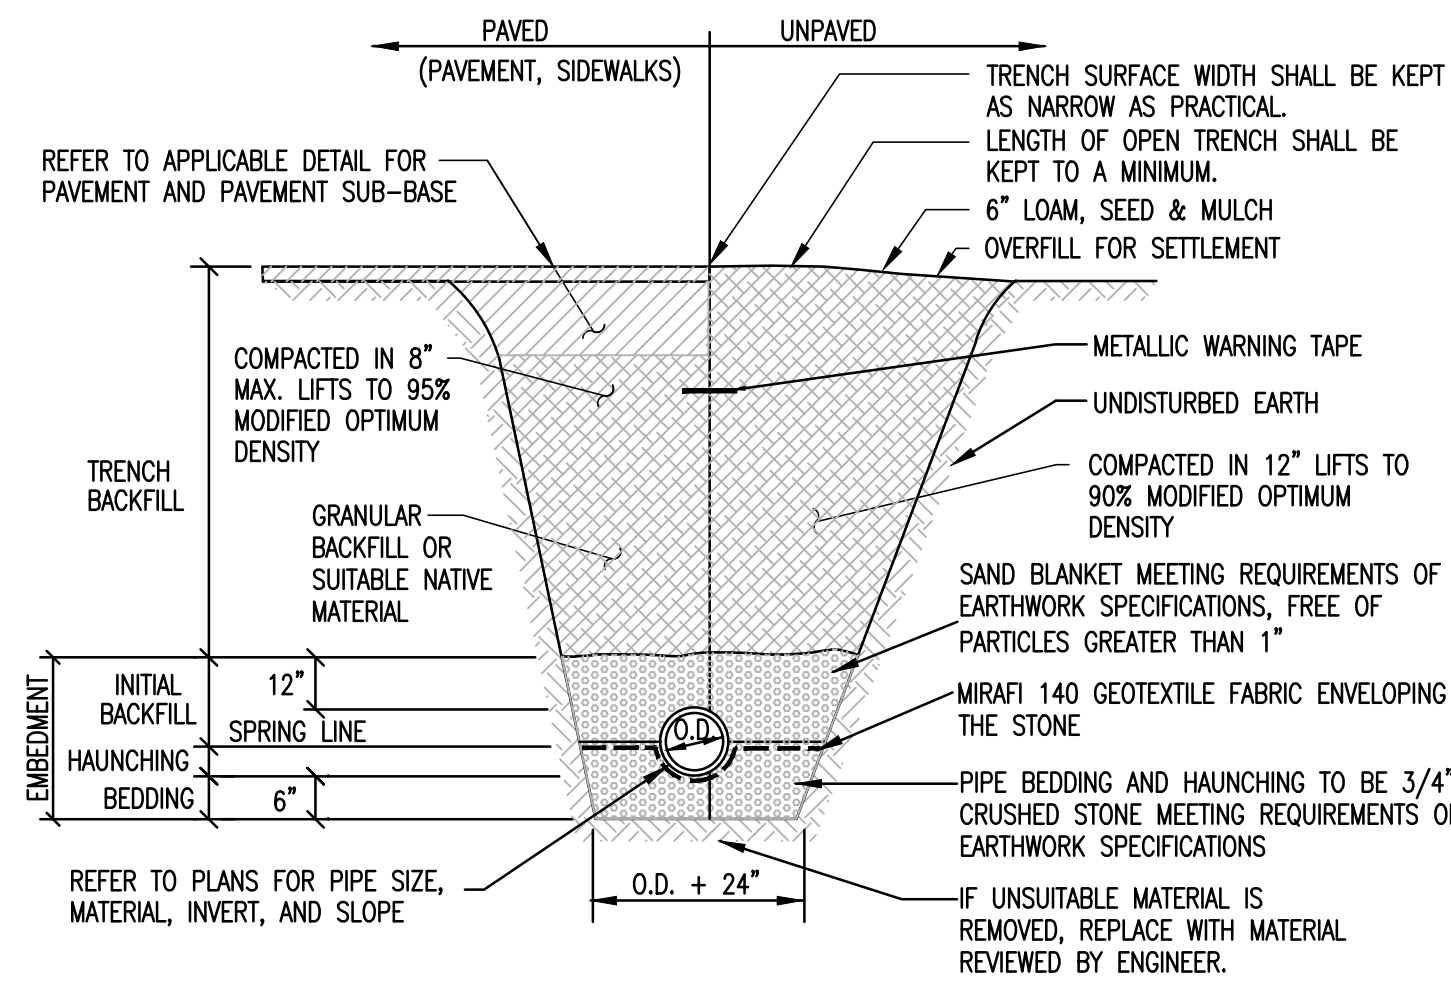 PAVED
UNPAVED
(PAVEMENT, SIDEWALKS)
TRENCH SURFACE WIDTH SHALL BE KEPT
AS NARROW AS PRACTICAL.
LENGTH OF OPEN TRENCH SHALL BE
KEPT TO A MINIMUM.
6" LOAM, SEED & MULCH
OVERFILL FOR SETTLEMENT
REFER TO APPLICABLE DETAIL FOR
PAVEMENT AND PAVEMENT SUB-BASE
COMPACTED IN 8"
MAX. LIFTS TO 95%
MODIFIED OPTIMUM
DENSITY
METALLIC WARNING TAPE
UNDISTURBED EARTH
TRENCH
BACKFILL
COMPACTED IN 12" LIFTS TO
90% MODIFIED OPTIMUM
DENSITY
GRANULAR
BACKFILL OR
SUITABLE NATIVE
MATERIAL
SAND BLANKET MEETING REQUIREMENTS OF
EARTHWORK SPECIFICATIONS, FREE OF
PARTICLES GREATER THAN 1"
EMBEDMENT
INITIAL
BACKFILL
12"
SPRING LINE
HAUNCHING
BEDDING
6"
O.D.
MIRAFI 140 GEOTEXTILE FABRIC ENVELOPING
THE STONE
PIPE BEDDING AND HAUNCHING TO BE 3/4"
CRUSHED STONE MEETING REQUIREMENTS O
EARTHWORK SPECIFICATIONS
REFER TO PLANS FOR PIPE SIZE,
MATERIAL, INVERT, AND SLOPE
O.D. + 24"
IF UNSUITABLE MATERIAL IS
REMOVED, REPLACE WITH MATERIAL
REVIEWED BY ENGINEER.